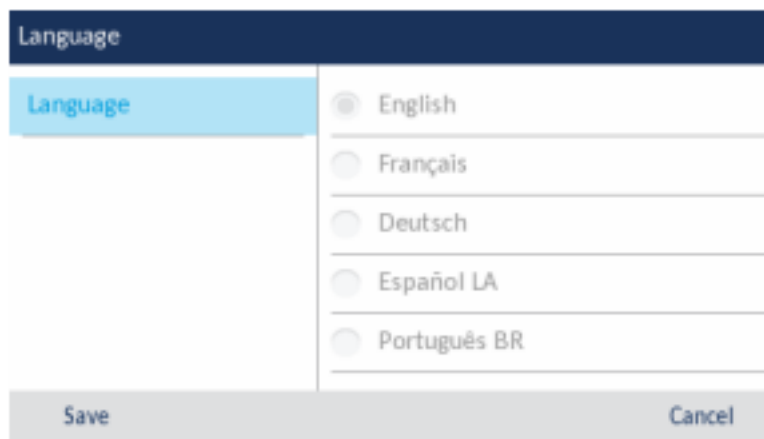 Language
Language
English
Français
Deutsch
Español LA
Português BR
Save Cancel